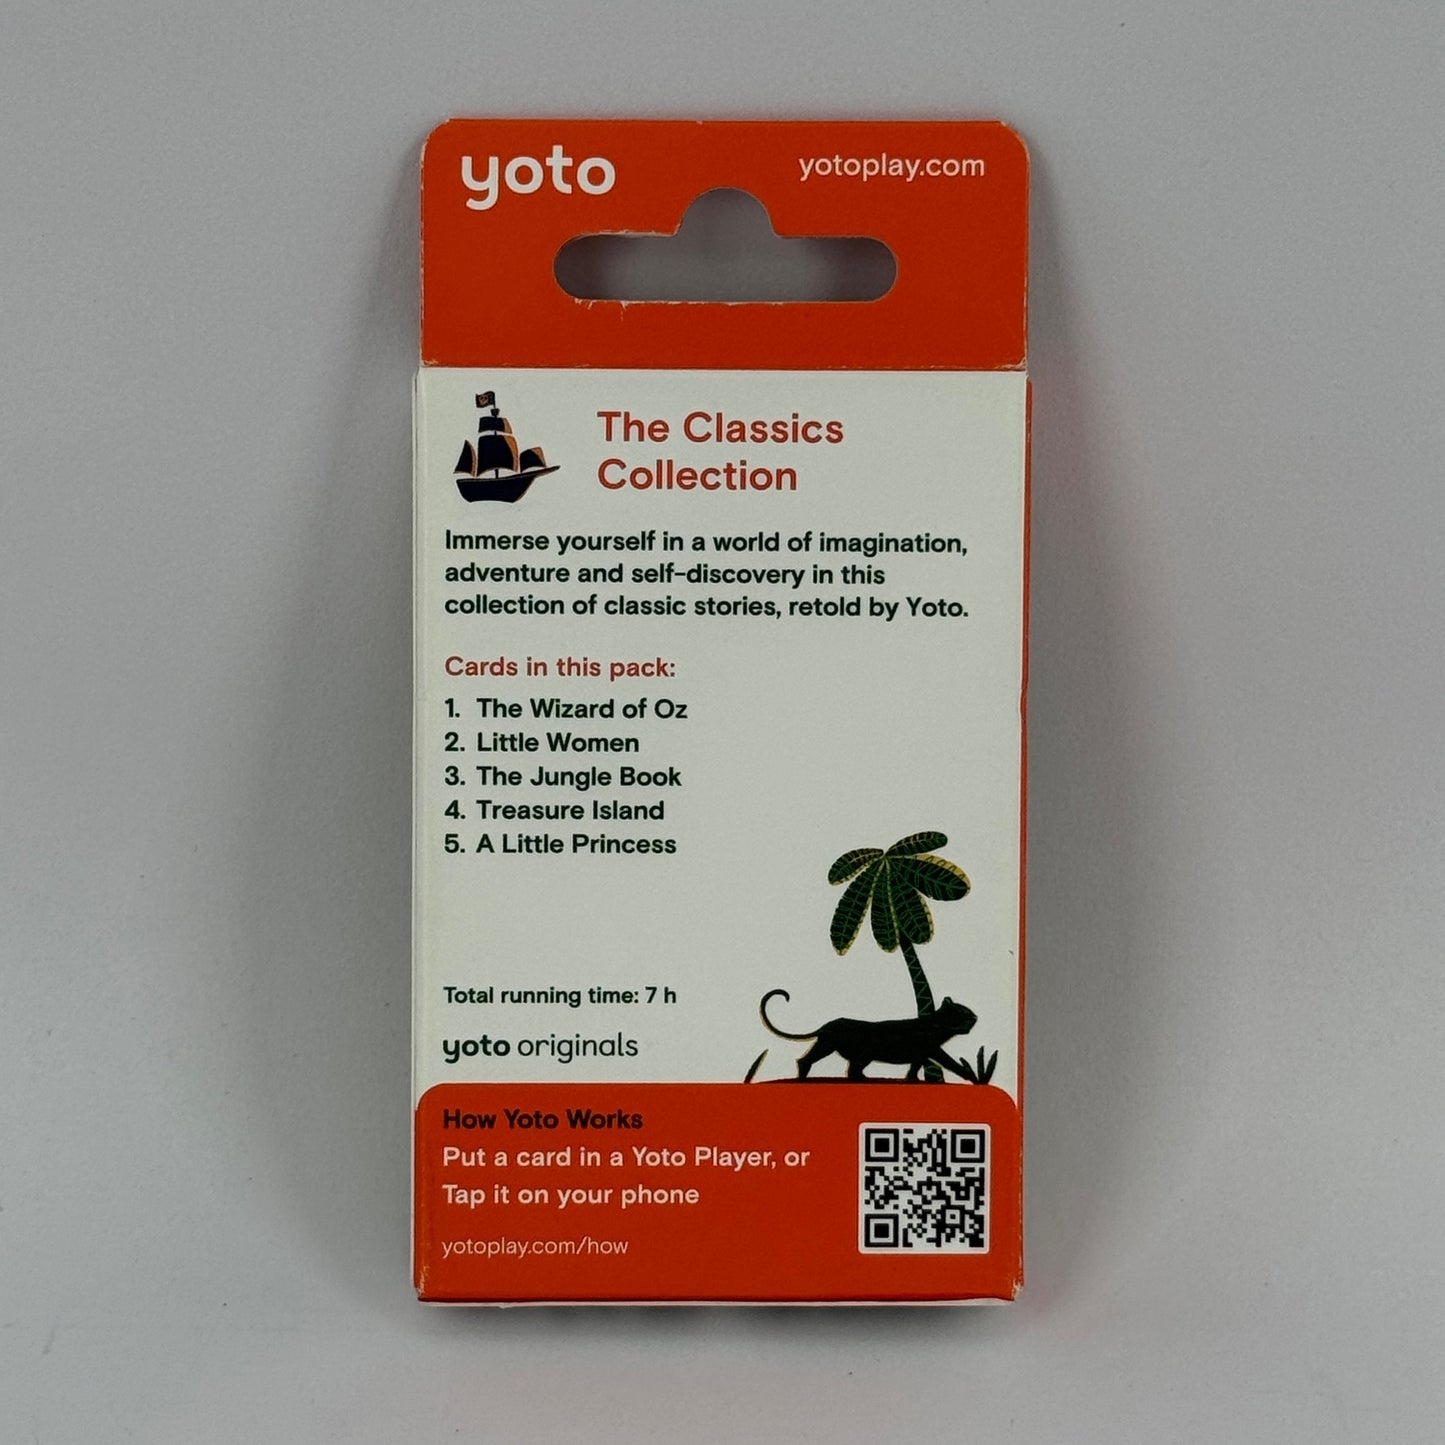 yoto
yotoplay.com
The Classics
Collection
Immerse yourself in a world of imagination,
adventure and self-discovery in this
collection of classic stories, retold by Yoto.
Cards in this pack:
1. The Wizard of Oz
2. Little Women
3. The Jungle Book
4. Treasure Island
5. A Little Princess
Total running time: 7 h
yoto originals
How Yoto Works
Put a card in a Yoto Player, or
Tap it on your phone
yotoplay.com/how